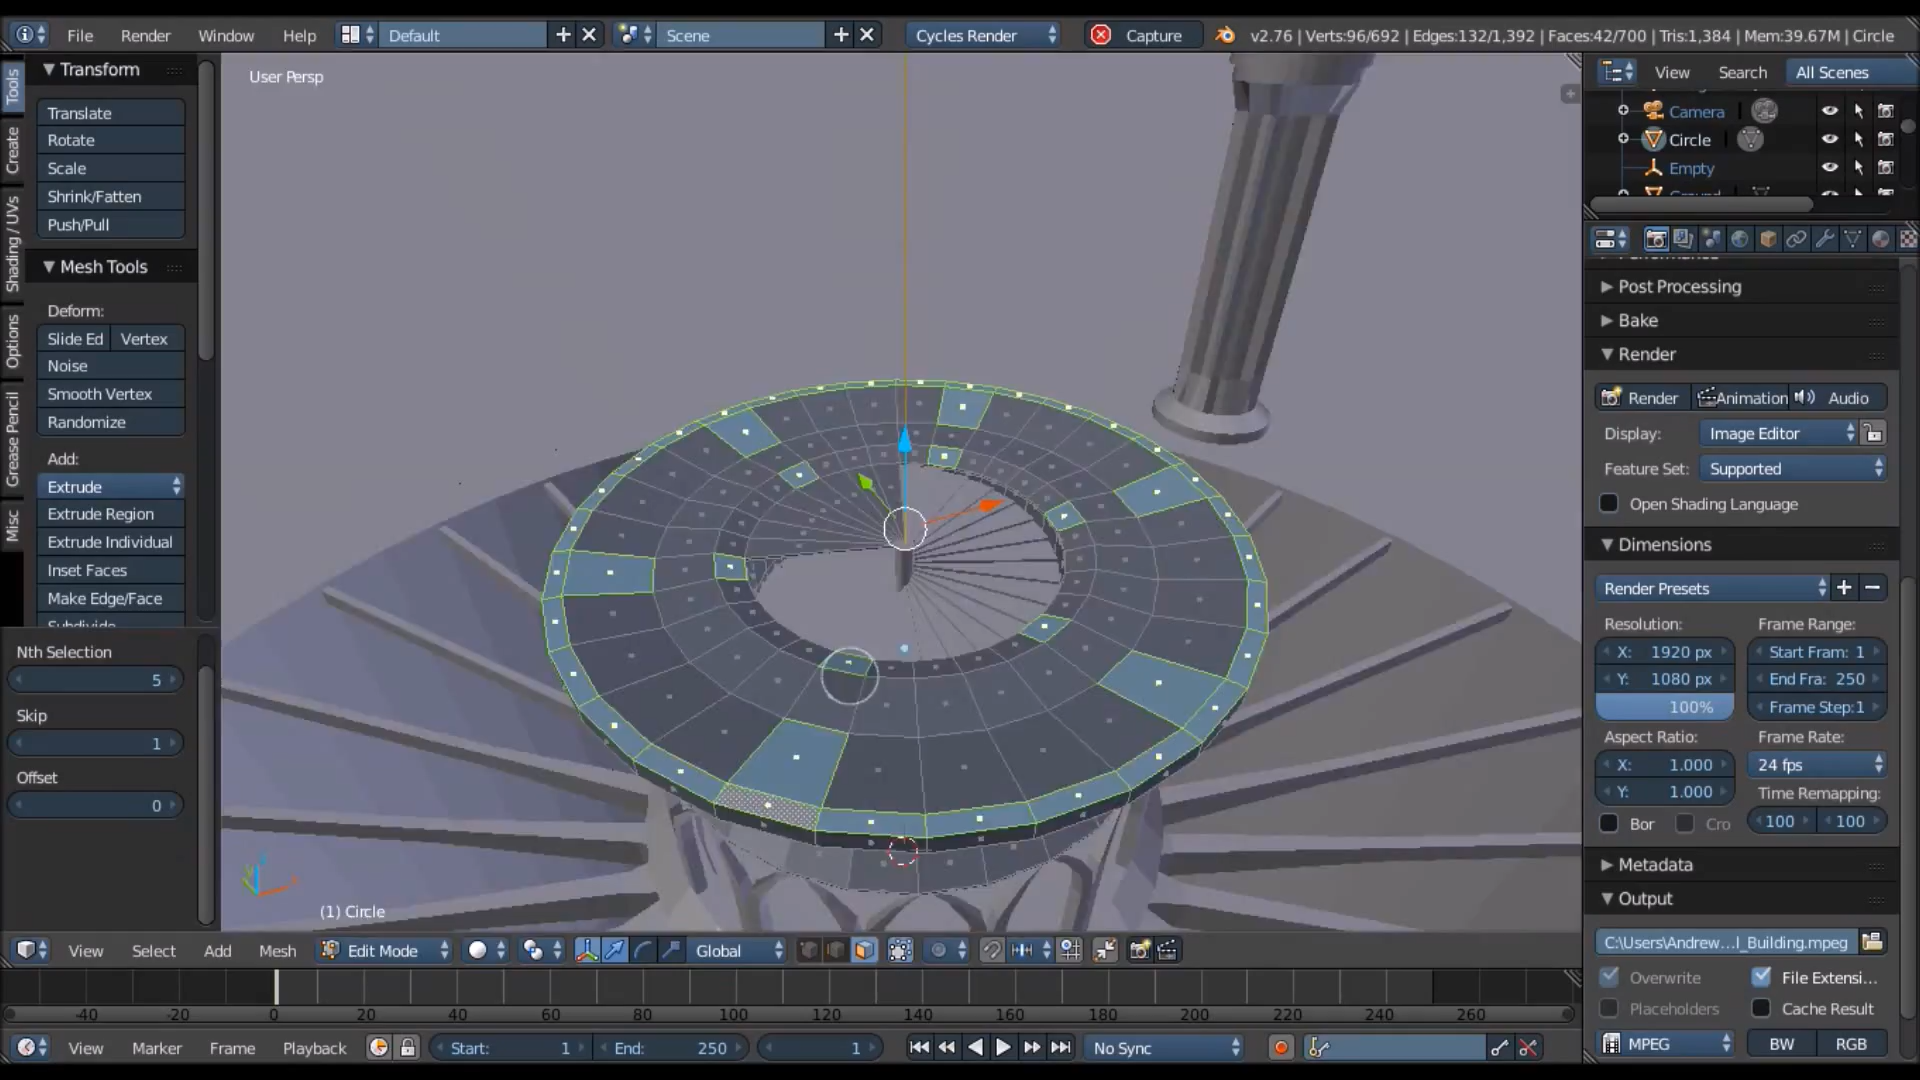 File Render Window Help Default Scene Cycles Render Capture v2.76 | Verts:96/692 | Edges:132/1,392 | Faces:42/700 | Tris:1,384 | Mem:39.67M | Circle
Tools
Create
Shading / UVs
Options
Grease Pencil
Misc
Transform
Translate
Rotate
Scale
Shrink/Fatten
Push/Pull
Mesh Tools
Deform:
Slide Ed Vertex
Noise
Smooth Vertex
Randomize
Add:
Extrude
Extrude Region
Extrude Individual
Inset Faces
Make Edge/Face
Subdivide
Nth Selection
5
Skip
1
Offset
0
User Persp
(1) Circle
View Search All Scenes
Camera
Circle
Empty
Ground
Performance
Post Processing
Bake
Render
Render Animation Audio
Display: Image Editor
Feature Set: Supported
Open Shading Language
Dimensions
Render Presets
Resolution: Frame Range:
X: 1920 px Start Fram: 1
Y: 1080 px End Fra: 250
100% Frame Step:1
Aspect Ratio: Frame Rate:
X: 1.000 24 fps
Y: 1.000 Time Remapping:
Bor Cro 100 100
Metadata
Output
C:\Users\Andrew...l_Building.mpeg
Overwrite File Extensi...
Placeholders Cache Result
MPEG BW RGB
View Select Add Mesh Edit Mode Global
-40 -20 0 20 40 60 80 100 120 140 160 180 200 220 240 260
View Marker Frame Playback Start: 1 End: 250 1 No Sync